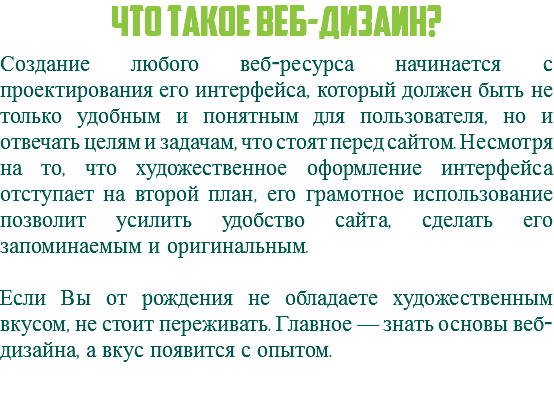 ЧТО ТАКОЕ ВЕБ-ДИЗАИН?
Создание любого веб-ресурса начинается с
проектирования его интерфейса, который должен быть не
только удобным и понятным для пользователя, но и
отвечать целям и задачам, что стоят перед сайтом. Несмотря
на то, что художественное оформление интерфейса
отступает на второй план, его грамотное использование
позволит усилить удобство сайта, сделать его
запоминаемым и оригинальным.
Если Вы от рождения не обладаете художественным
вкусом, не стоит переживать. Главное — знать основы веб-
дизайна, а вкус появится с опытом.